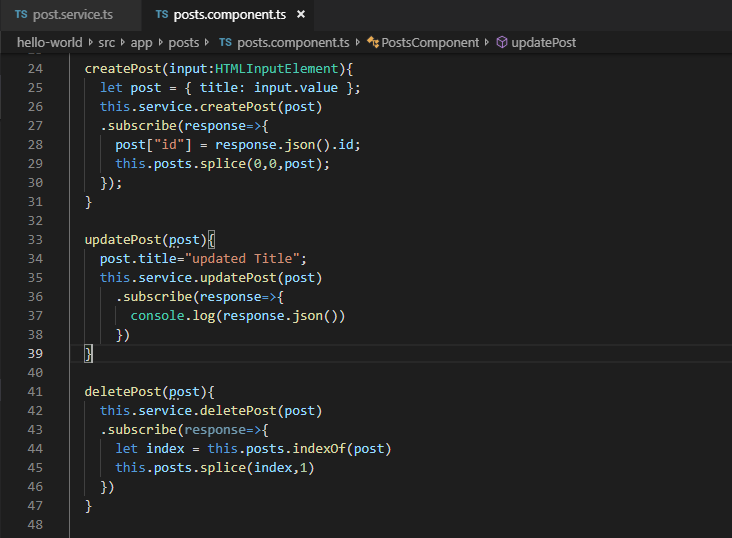 TS post.service.ts TS posts.component.ts ×
hello-world › src › app › posts › TS posts.component.ts › PostsComponent › updatePost
24 createPost(input:HTMLInputElement){
25 let post = { title: input.value };
26 this.service.createPost(post)
27 .subscribe(response=>{
28 post["id"] = response.json().id;
29 this.posts.splice(0,0,post);
30 });
31 }
32
33 updatePost(post){
34 post.title="updated Title";
35 this.service.updatePost(post)
36 .subscribe(response=>{
37 console.log(response.json())
38 })
39 }
40
41 deletePost(post){
42 this.service.deletePost(post)
43 .subscribe(response=>{
44 let index = this.posts.indexOf(post)
45 this.posts.splice(index,1)
46 })
47 }
48